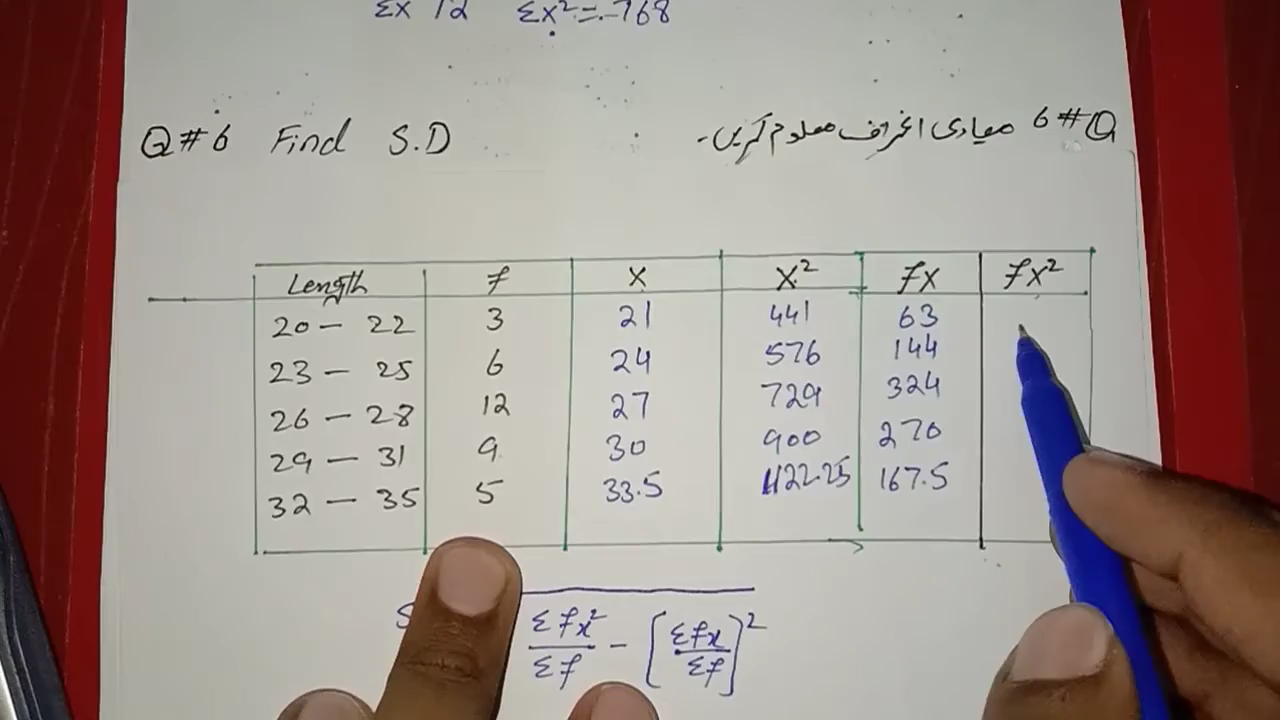 Σx 72 Σx²=768
Q#6 Find S.D
Q#6 معیاری انحراف معلوم کریں۔
Length f X X² fX fX²
20 – 22 3 21 441 63
23 – 25 6 24 576 144
26 – 28 12 27 729 324
29 – 31 9 30 900 270
32 – 35 5 33.5 1122.25 167.5
S
Σfx² / Σf – [Σfx / Σf]²